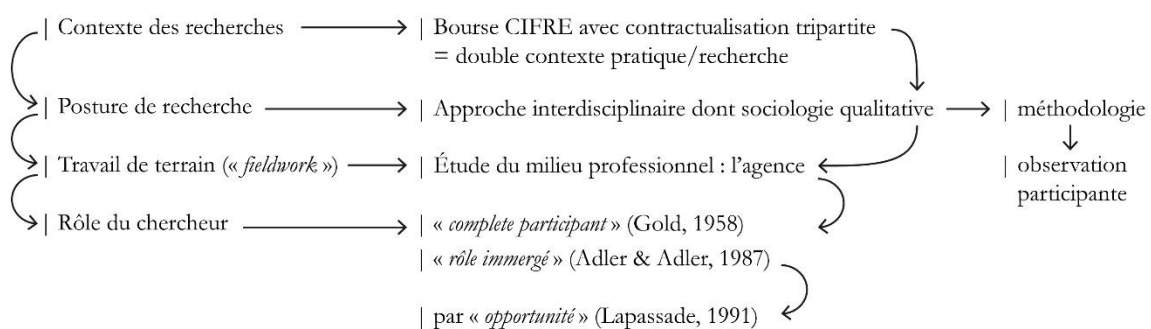 | Contexte des recherches
| Bourse CIFRE avec contractualisation tripartite
= double contexte pratique/recherche
| Posture de recherche
| Approche interdisciplinaire dont sociologie qualitative
| méthodologie
| Travail de terrain (« fieldwork »)
| Étude du milieu professionnel : l’agence
| observation
participante
| Rôle du chercheur
| « complete participant » (Gold, 1958)
| « rôle immergé » (Adler & Adler, 1987)
| par « opportunité » (Lapassade, 1991)